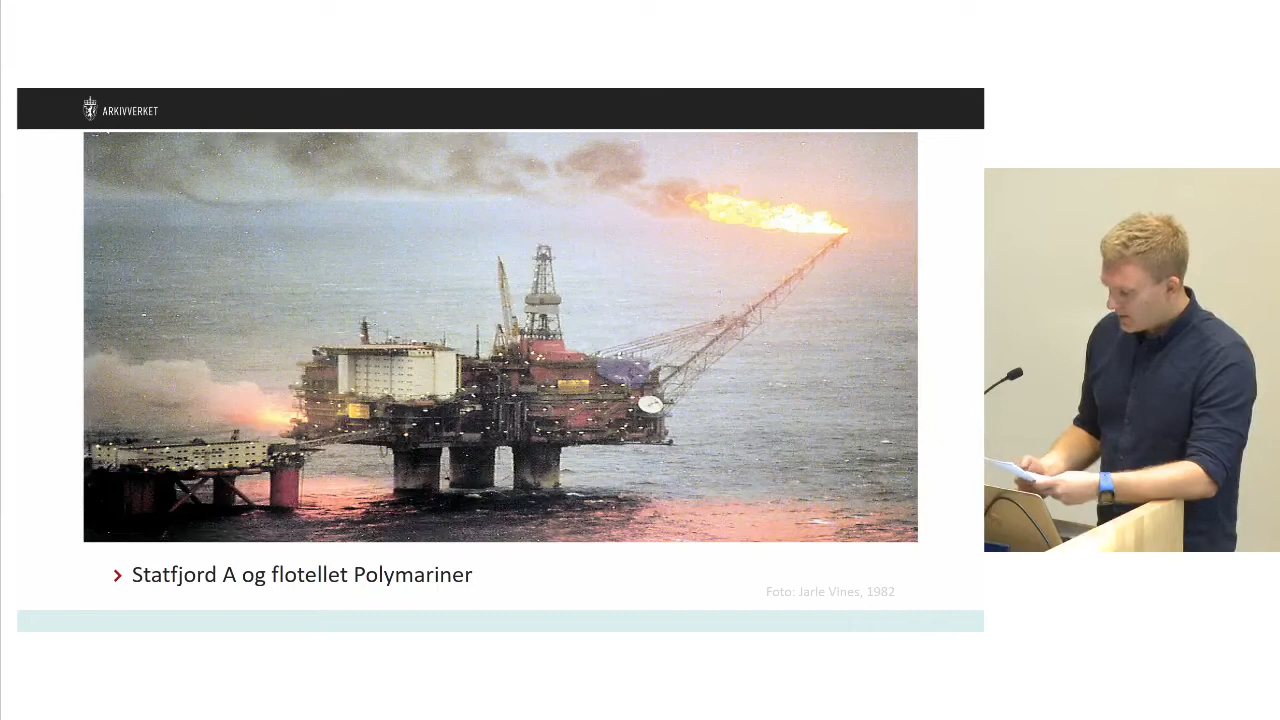 ARKIVVERKET
Statfjord A og flotellet Polymariner
Foto: Jarle Vines, 1982